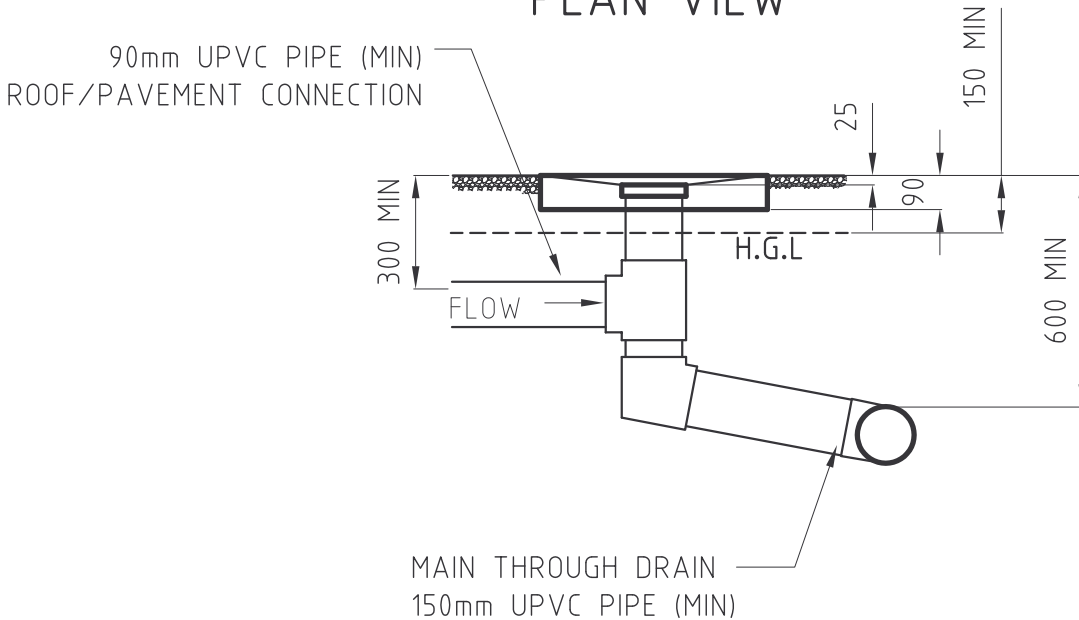 PLAN VIEW
90mm UPVC PIPE (MIN)
ROOF/PAVEMENT CONNECTION
150 MIN
25
90
300 MIN
H.G.L
FLOW
600 MIN
MAIN THROUGH DRAIN
150mm UPVC PIPE (MIN)